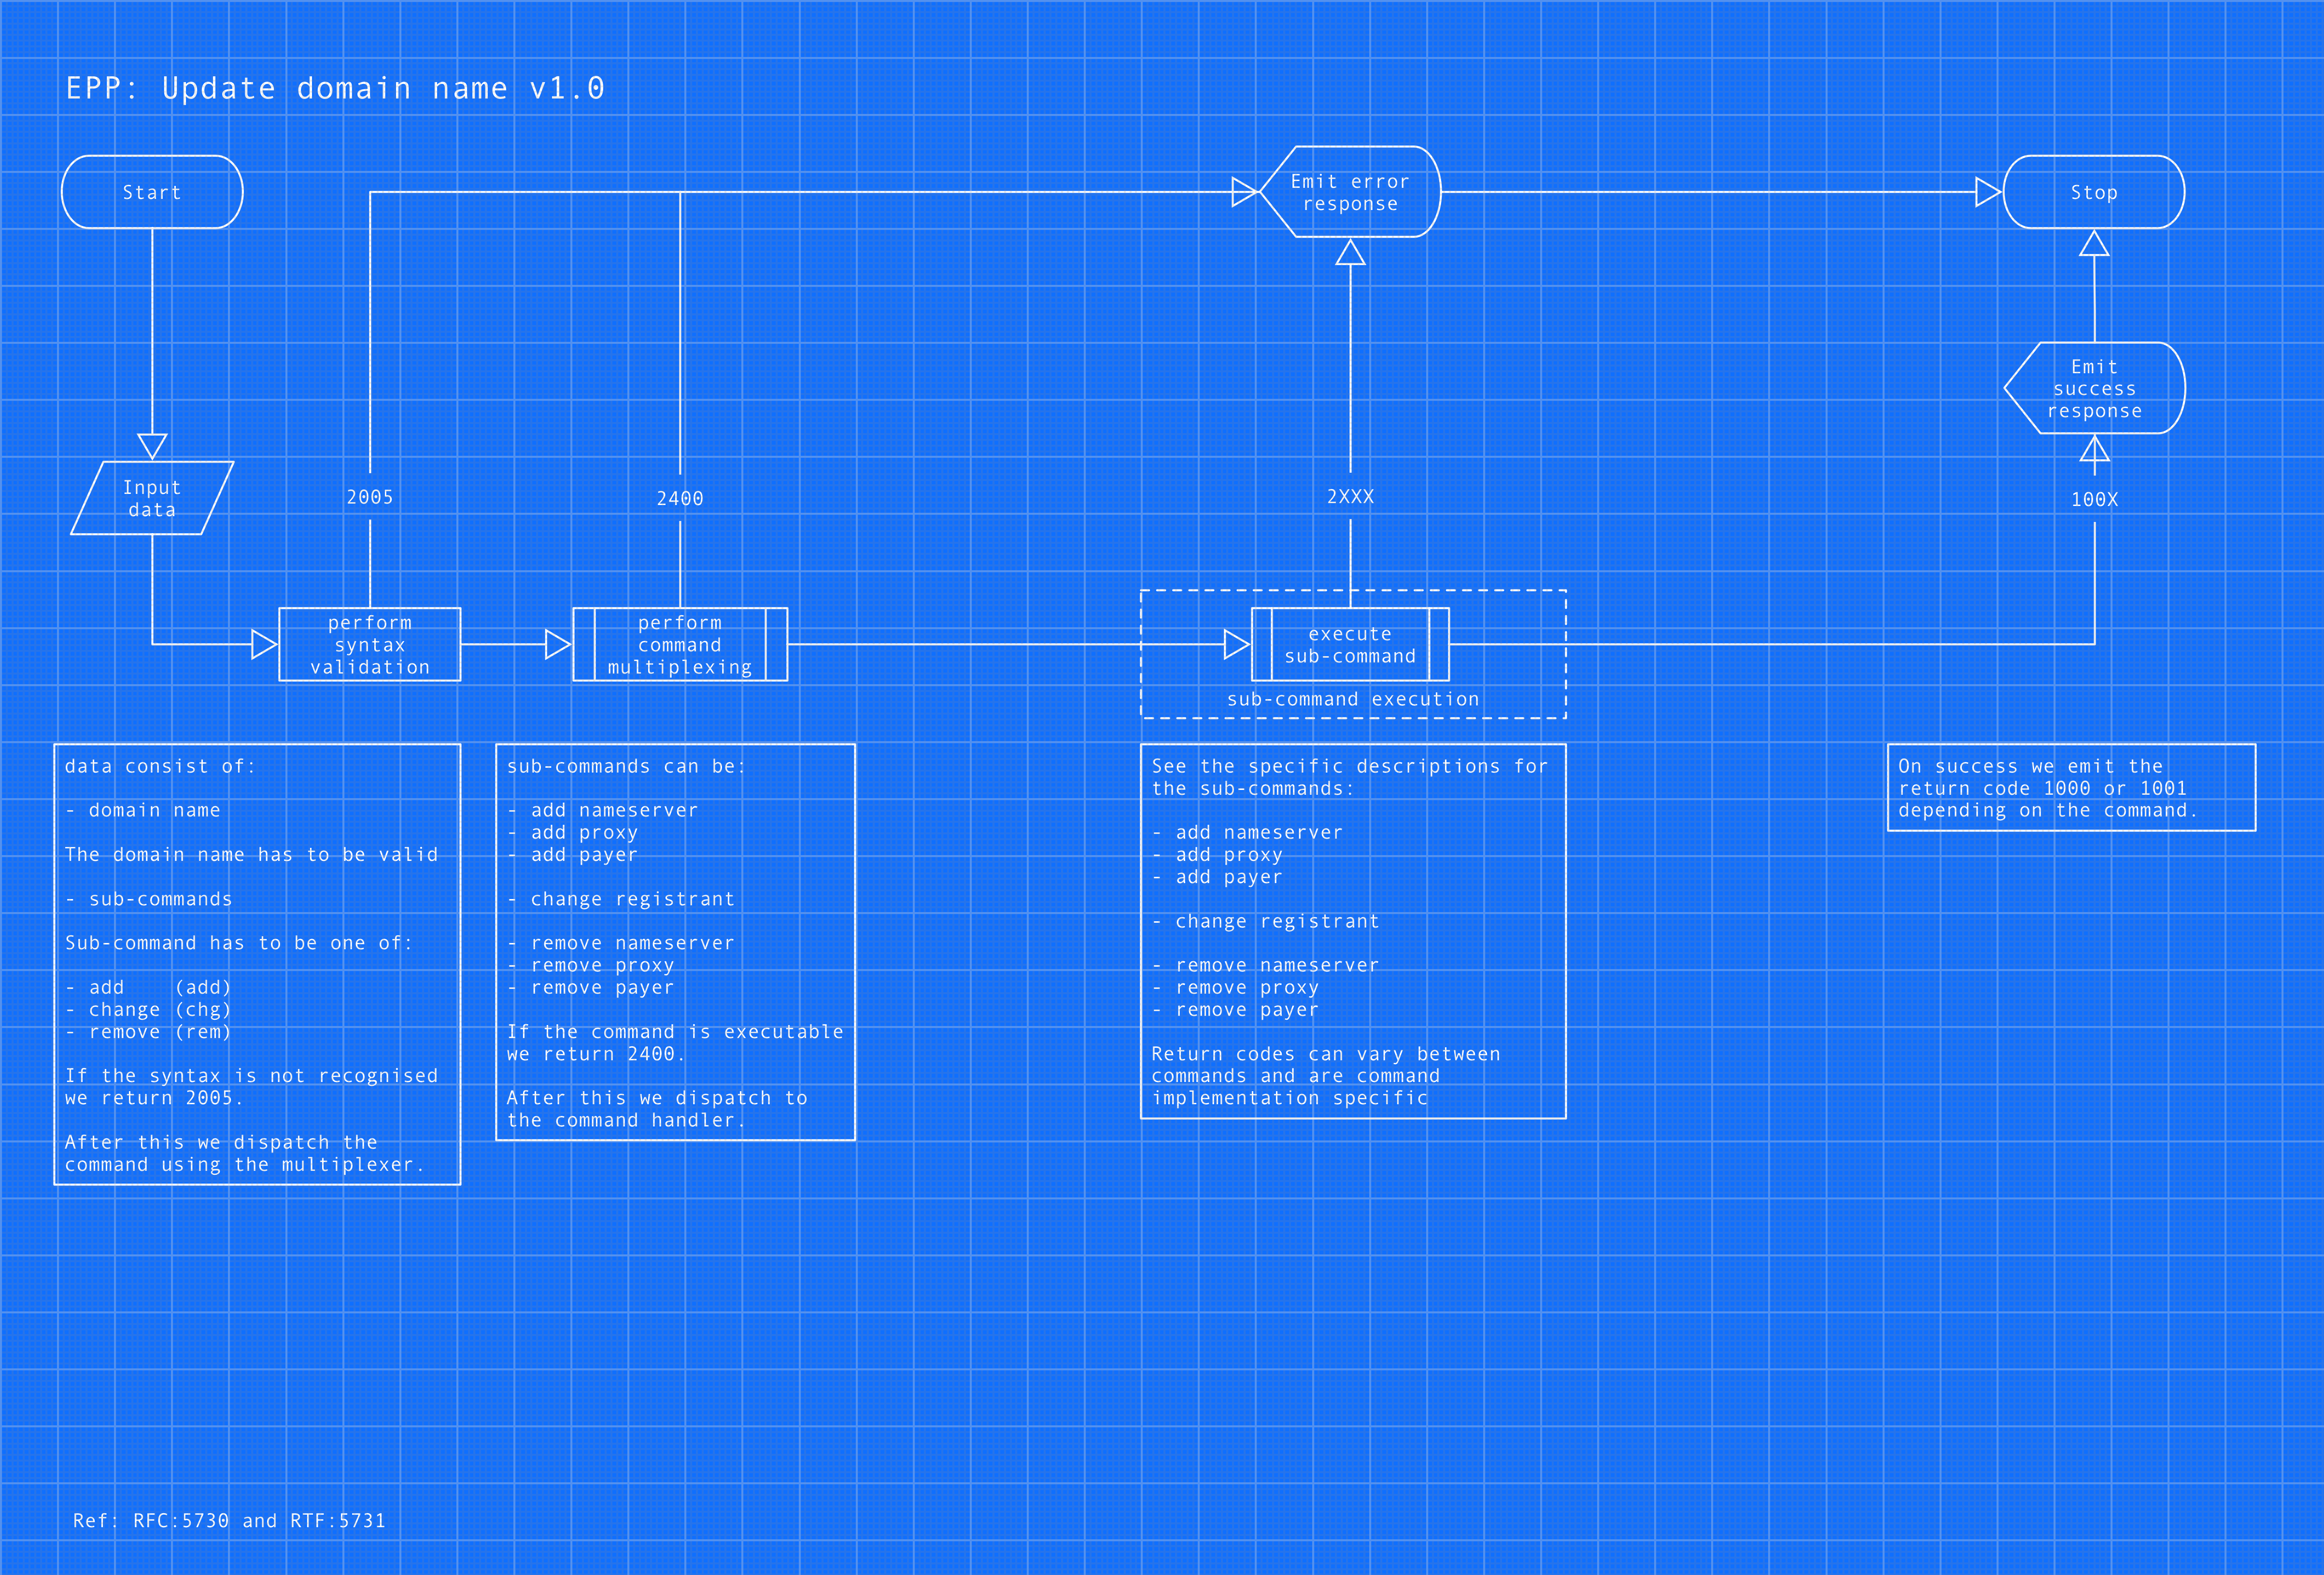 EPP: Update domain name v1.0
Start
Emit error
response
Stop
Emit
success
response
Input
data
2005
2400
2XXX
100X
perform
syntax
validation
perform
command
multiplexing
execute
sub-command
sub-command execution
data consist of:
- domain name
The domain name has to be valid
- sub-commands
Sub-command has to be one of:
- add    (add)
- change (chg)
- remove (rem)
If the syntax is not recognised
we return 2005.
After this we dispatch the
command using the multiplexer.
sub-commands can be:
- add nameserver
- add proxy
- add payer
- change registrant
- remove nameserver
- remove proxy
- remove payer
If the command is executable
we return 2400.
After this we dispatch to
the command handler.
See the specific descriptions for
the sub-commands:
- add nameserver
- add proxy
- add payer
- change registrant
- remove nameserver
- remove proxy
- remove payer
Return codes can vary between
commands and are command
implementation specific
On success we emit the
return code 1000 or 1001
depending on the command.
Ref: RFC:5730 and RTF:5731